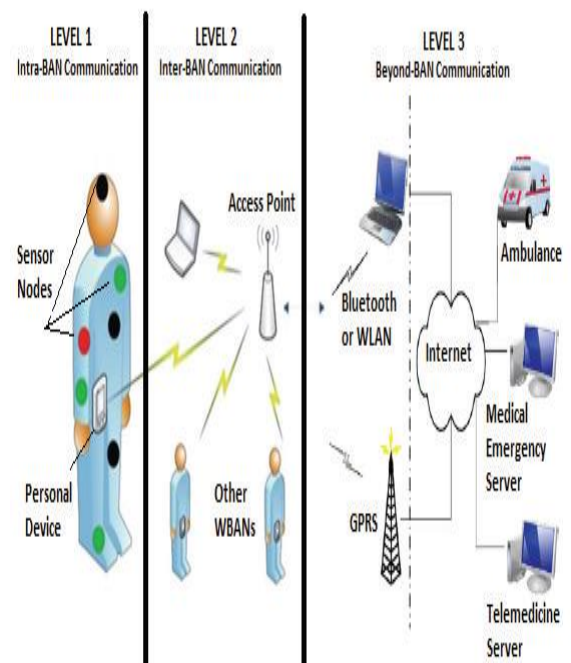 LEVEL 1
Intra-BAN Communication
LEVEL 2
Inter-BAN Communication
LEVEL 3
Beyond-BAN Communication
Sensor
Nodes
Personal
Device
Access Point
Other
WBANs
Bluetooth
or WLAN
GPRS
Internet
Ambulance
Medical
Emergency
Server
Telemedicine
Server